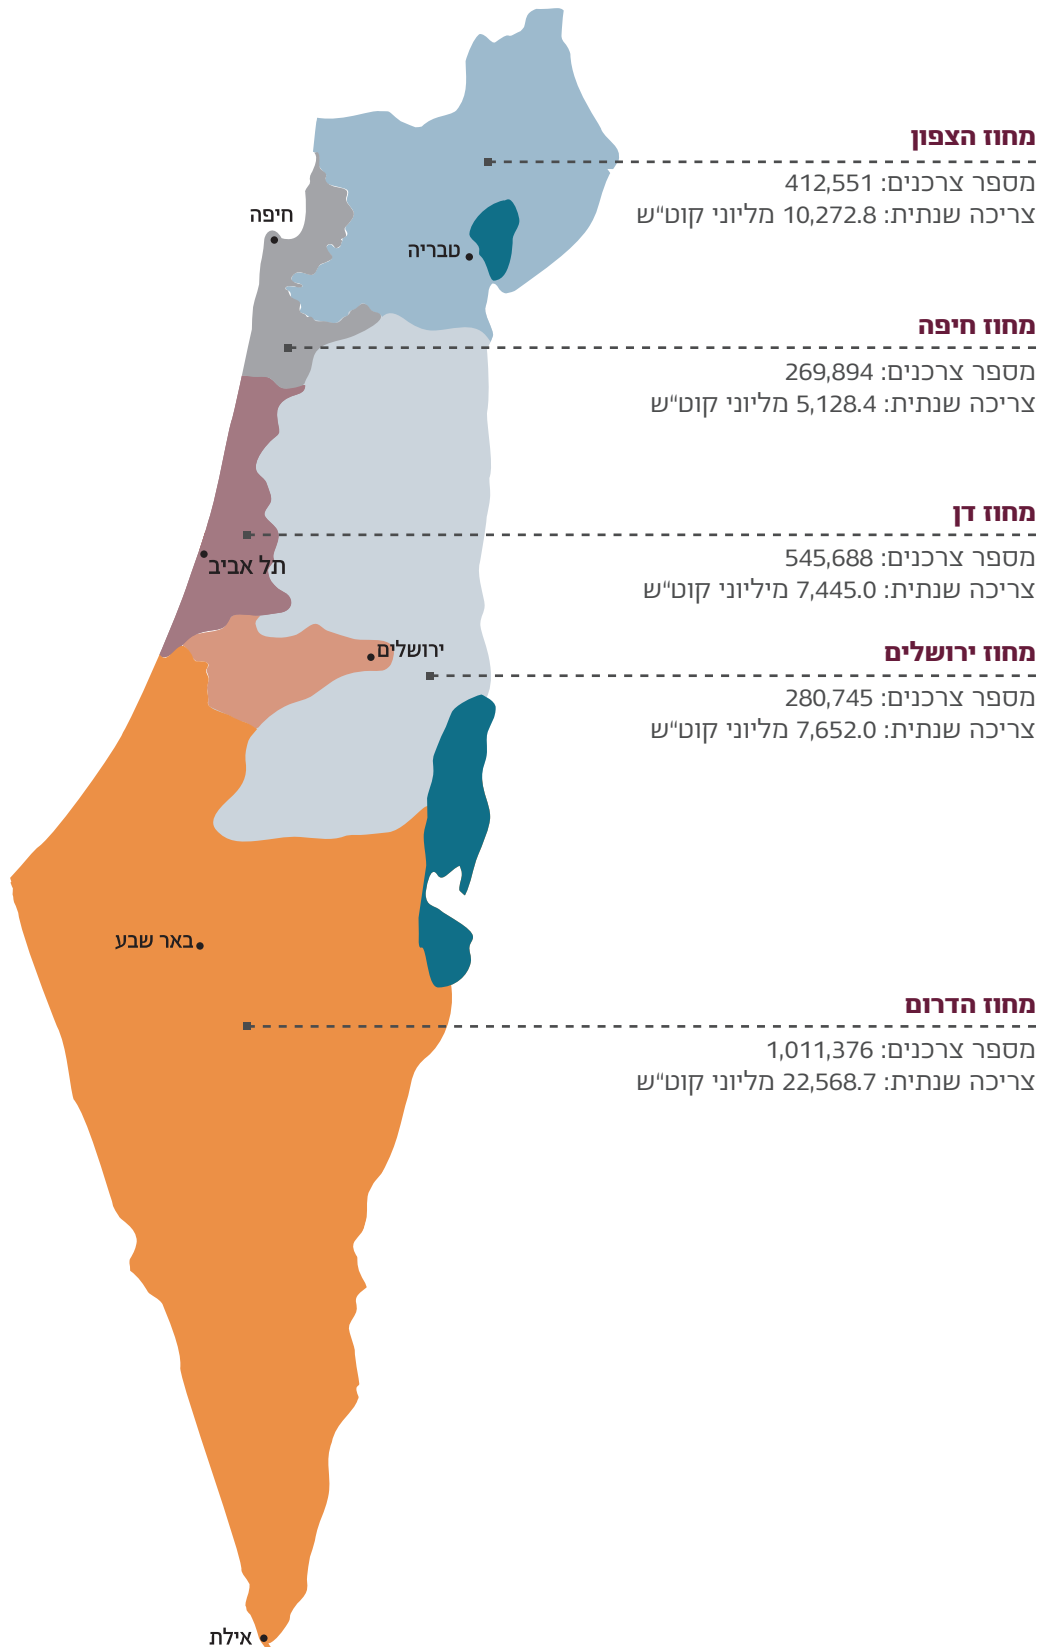 מחוז הצפון
מספר צרכנים: 412,551
צריכה שנתית: 10,272.8 מליוני קוט"ש
חיפה
טבריה
מחוז חיפה
מספר צרכנים: 269,894
צריכה שנתית: 5,128.4 מליוני קוט"ש
מחוז דן
מספר צרכנים: 545,688
צריכה שנתית: 7,445.0 מיליוני קוט"ש
תל אביב
מחוז ירושלים
מספר צרכנים: 280,745
צריכה שנתית: 7,652.0 מליוני קוט"ש
ירושלים
באר שבע
מחוז הדרום
מספר צרכנים: 1,011,376
צריכה שנתית: 22,568.7 מליוני קוט"ש
אילת